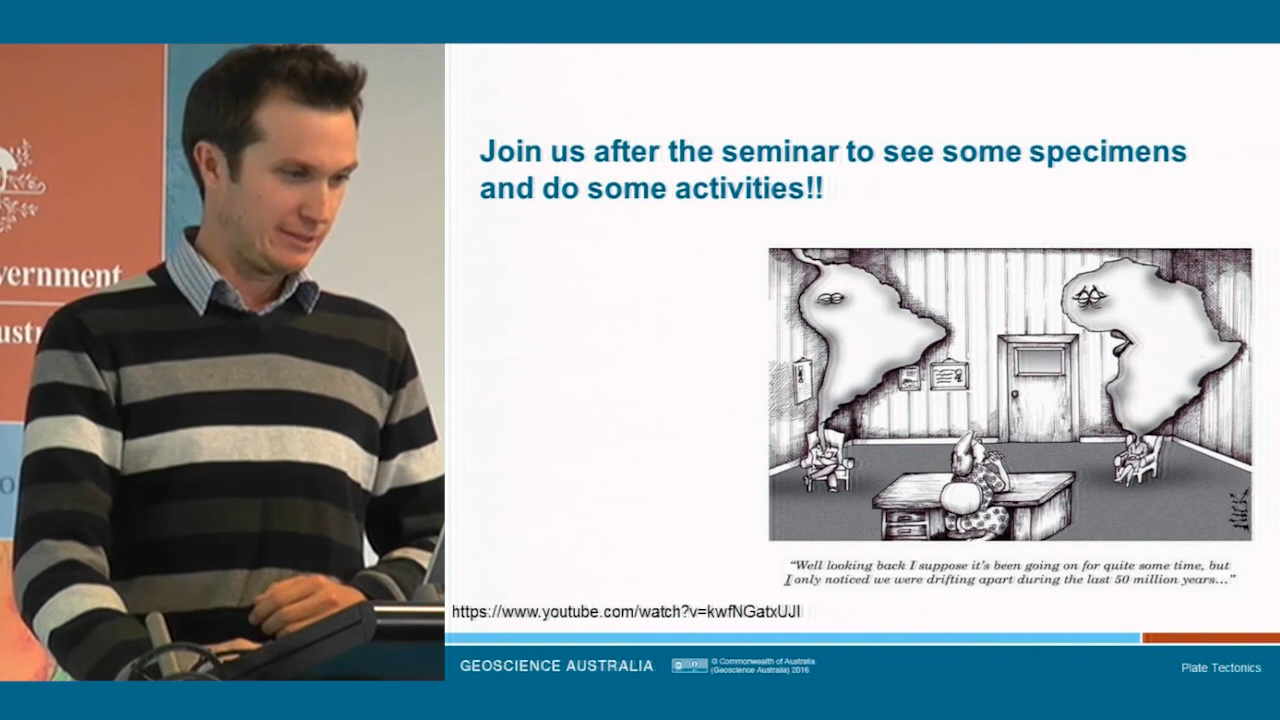 vernment
Join us after the seminar to see some specimens
and do some activities!!
"Well looking back I suppose it's been going on for quite some time, but
I only noticed we were drifting apart during the last 50 million years..."
https://www.youtube.com/watch?v=kwfNGatxUJI
GEOSCIENCE AUSTRALIA
© Commonwealth of Australia
(Geoscience Australia) 2016
Plate Tectonics